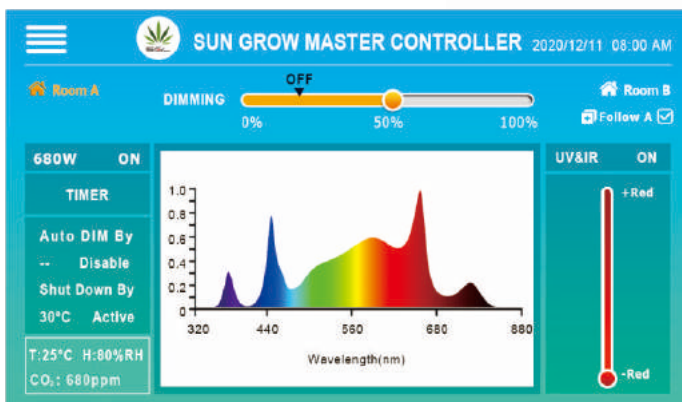 SUN GROW MASTER CONTROLLER 2020/12/11 08:00 AM
Room A
OFF
DIMMING
0% 50% 100%
Room B
Follow A
680W ON
TIMER
Auto DIM By
-- Disable
Shut Down By
30°C Active
T:25°C H:80%RH
CO₂: 680ppm
1.0
0.8
0.6
0.4
0.2
0
320 440 560 680 880
Wavelength(nm)
UV&IR ON
+Red
-Red